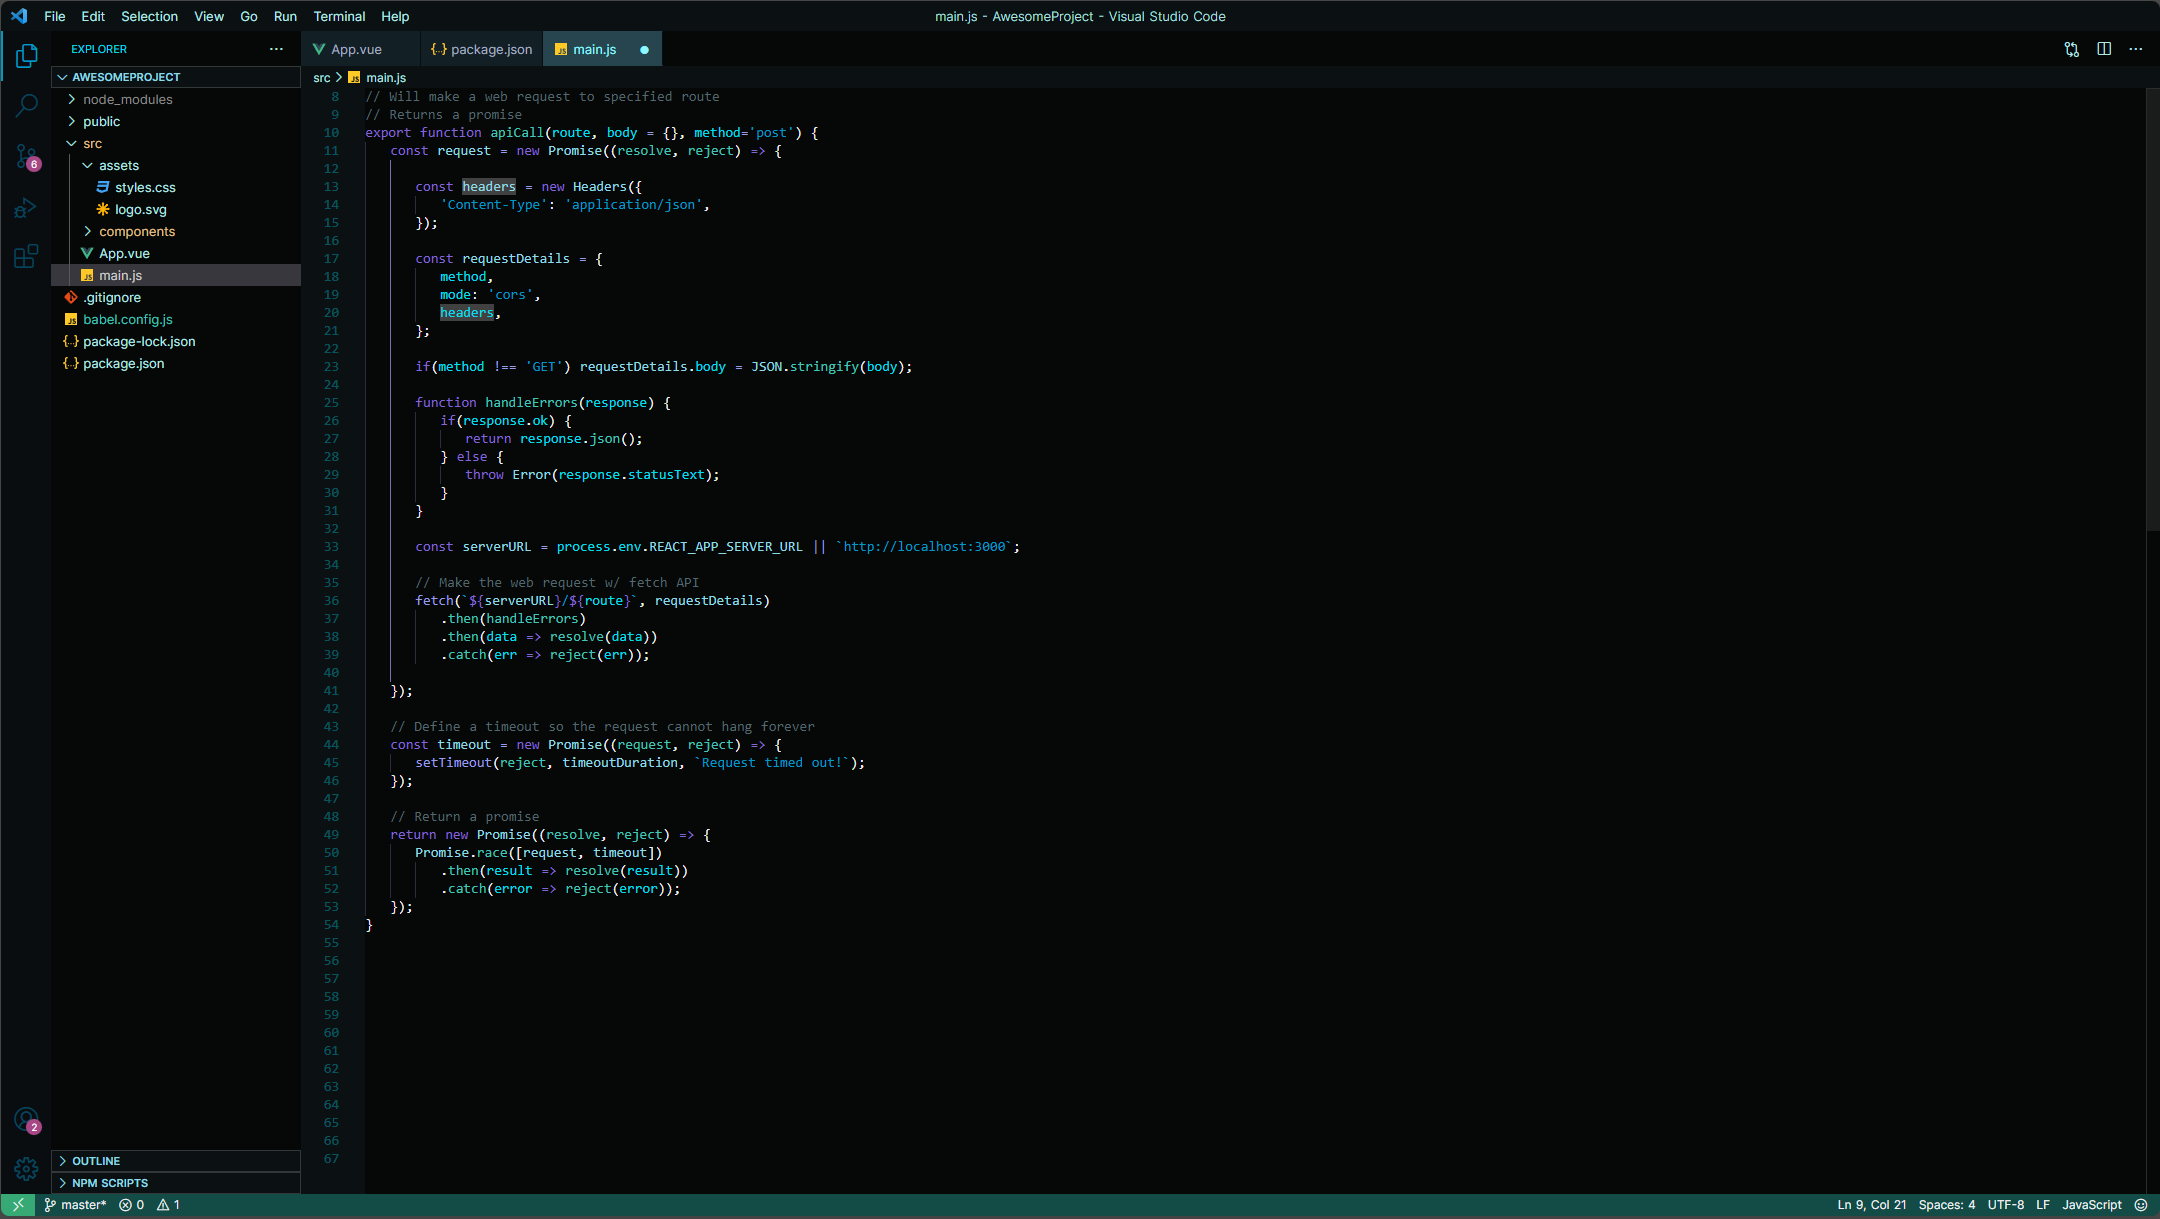 File Edit Selection View Go Run Terminal Help
main.js - AwesomeProject - Visual Studio Code
EXPLORER
AWESOMEPROJECT
node_modules
public
src
assets
styles.css
logo.svg
components
App.vue
main.js
.gitignore
babel.config.js
package-lock.json
package.json
OUTLINE
NPM SCRIPTS
6
2
App.vue
package.json
main.js
src > main.js
8 // Will make a web request to specified route
9 // Returns a promise
10 export function apiCall(route, body = {}, method='post') {
11 const request = new Promise((resolve, reject) => {
12
13 const headers = new Headers({
14 'Content-Type': 'application/json',
15 });
16
17 const requestDetails = {
18 method,
19 mode: 'cors',
20 headers,
21 };
22
23 if(method !== 'GET') requestDetails.body = JSON.stringify(body);
24
25 function handleErrors(response) {
26 if(response.ok) {
27 return response.json();
28 } else {
29 throw Error(response.statusText);
30 }
31 }
32
33 const serverURL = process.env.REACT_APP_SERVER_URL || `http://localhost:3000`;
34
35 // Make the web request w/ fetch API
36 fetch(`${serverURL}/${route}`, requestDetails)
37 .then(handleErrors)
38 .then(data => resolve(data))
39 .catch(err => reject(err));
40
41 });
42
43 // Define a timeout so the request cannot hang forever
44 const timeout = new Promise((request, reject) => {
45 setTimeout(reject, timeoutDuration, `Request timed out!`);
46 });
47
48 // Return a promise
49 return new Promise((resolve, reject) => {
50 Promise.race([request, timeout])
51 .then(result => resolve(result))
52 .catch(error => reject(error));
53 });
54 }
55
56
57
58
59
60
61
62
63
64
65
66
67
master* 0 1
Ln 9, Col 21 Spaces: 4 UTF-8 LF JavaScript